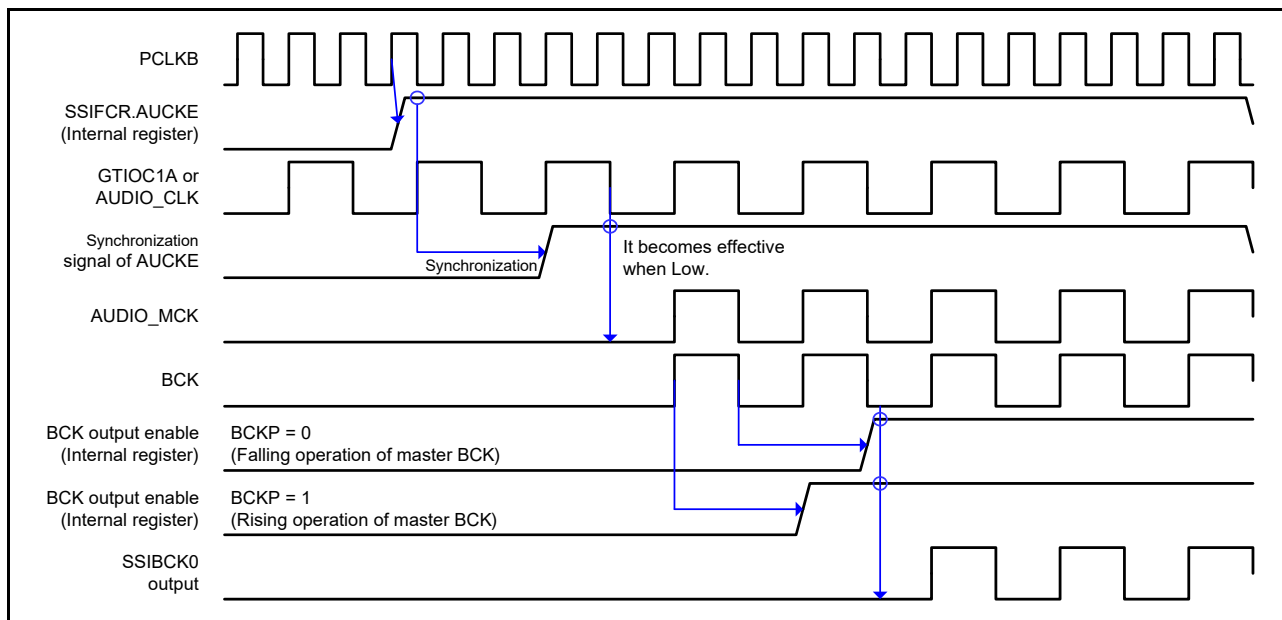 PCLKB
SSIFCR.AUCKE
(Internal register)
GTIOC1A or
AUDIO_CLK
Synchronization
signal of AUCKE
Synchronization
It becomes effective
when Low.
AUDIO_MCK
BCK
BCK output enable
(Internal register)
BCKP = 0
(Falling operation of master BCK)
BCK output enable
(Internal register)
BCKP = 1
(Rising operation of master BCK)
SSIBCK0
output